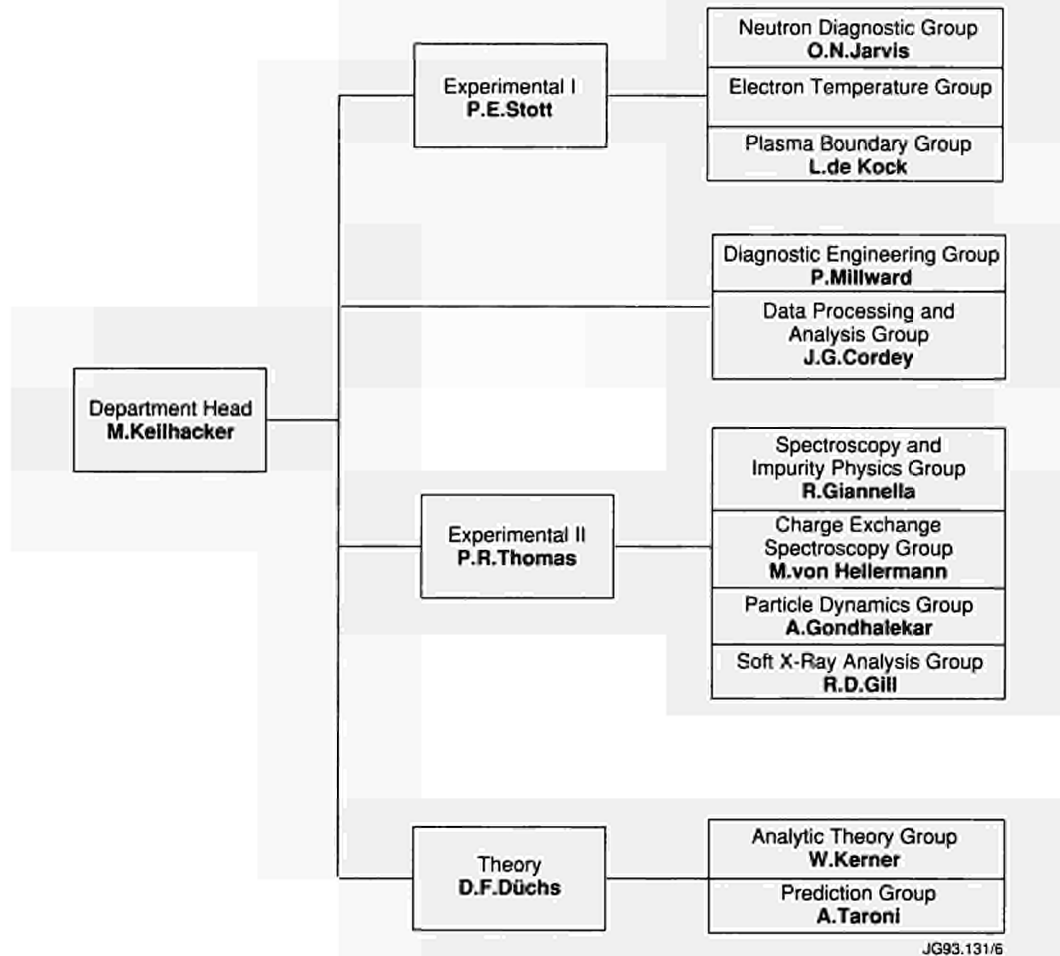 Department Head
M.Keilhacker
Experimental I
P.E.Stott
Neutron Diagnostic Group
O.N.Jarvis
Electron Temperature Group
Plasma Boundary Group
L.de Kock
Diagnostic Engineering Group
P.Millward
Data Processing and
Analysis Group
J.G.Cordey
Experimental II
P.R.Thomas
Spectroscopy and
Impurity Physics Group
R.Giannella
Charge Exchange
Spectroscopy Group
M.von Hellermann
Particle Dynamics Group
A.Gondhalekar
Soft X-Ray Analysis Group
R.D.Gill
Theory
D.F.Düchs
Analytic Theory Group
W.Kerner
Prediction Group
A.Taroni
JG93.131/6